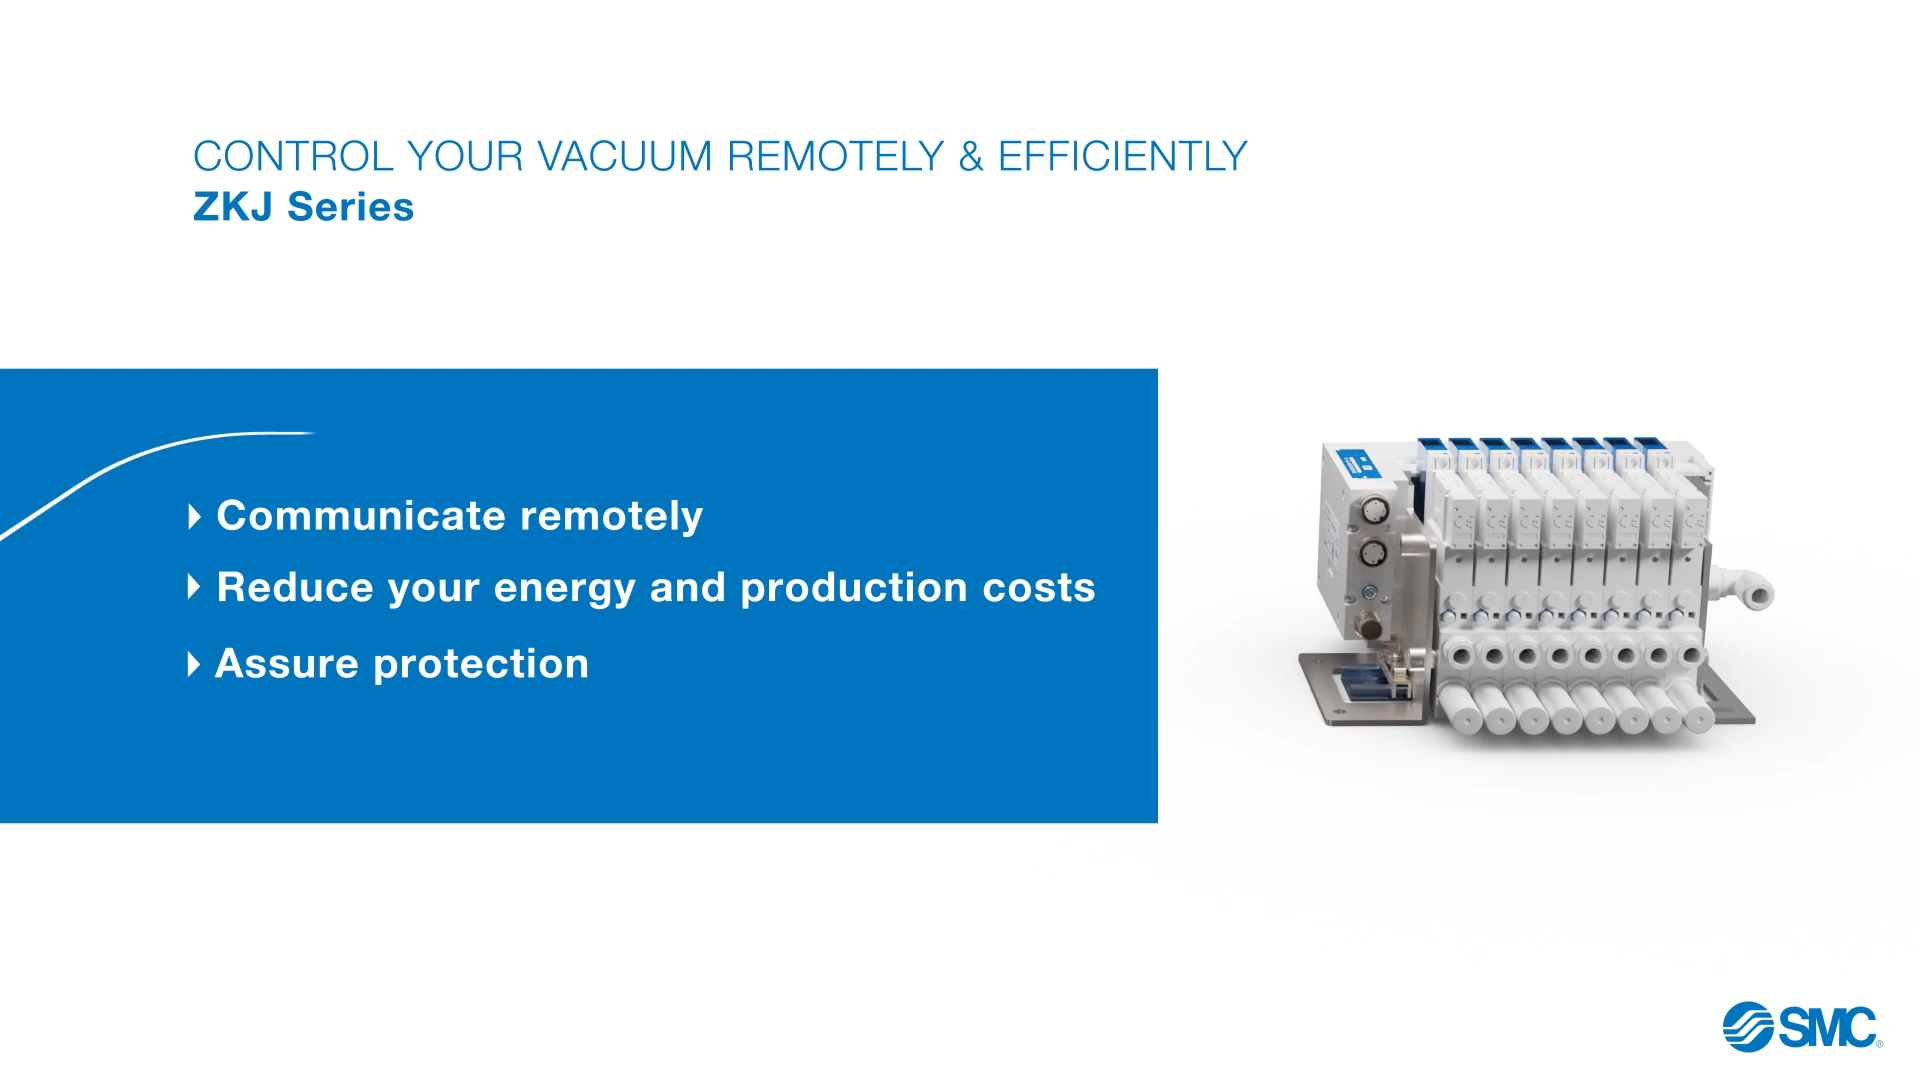 CONTROL YOUR VACUUM REMOTELY & EFFICIENTLY
ZKJ Series
Communicate remotely
Reduce your energy and production costs
Assure protection
SMC®